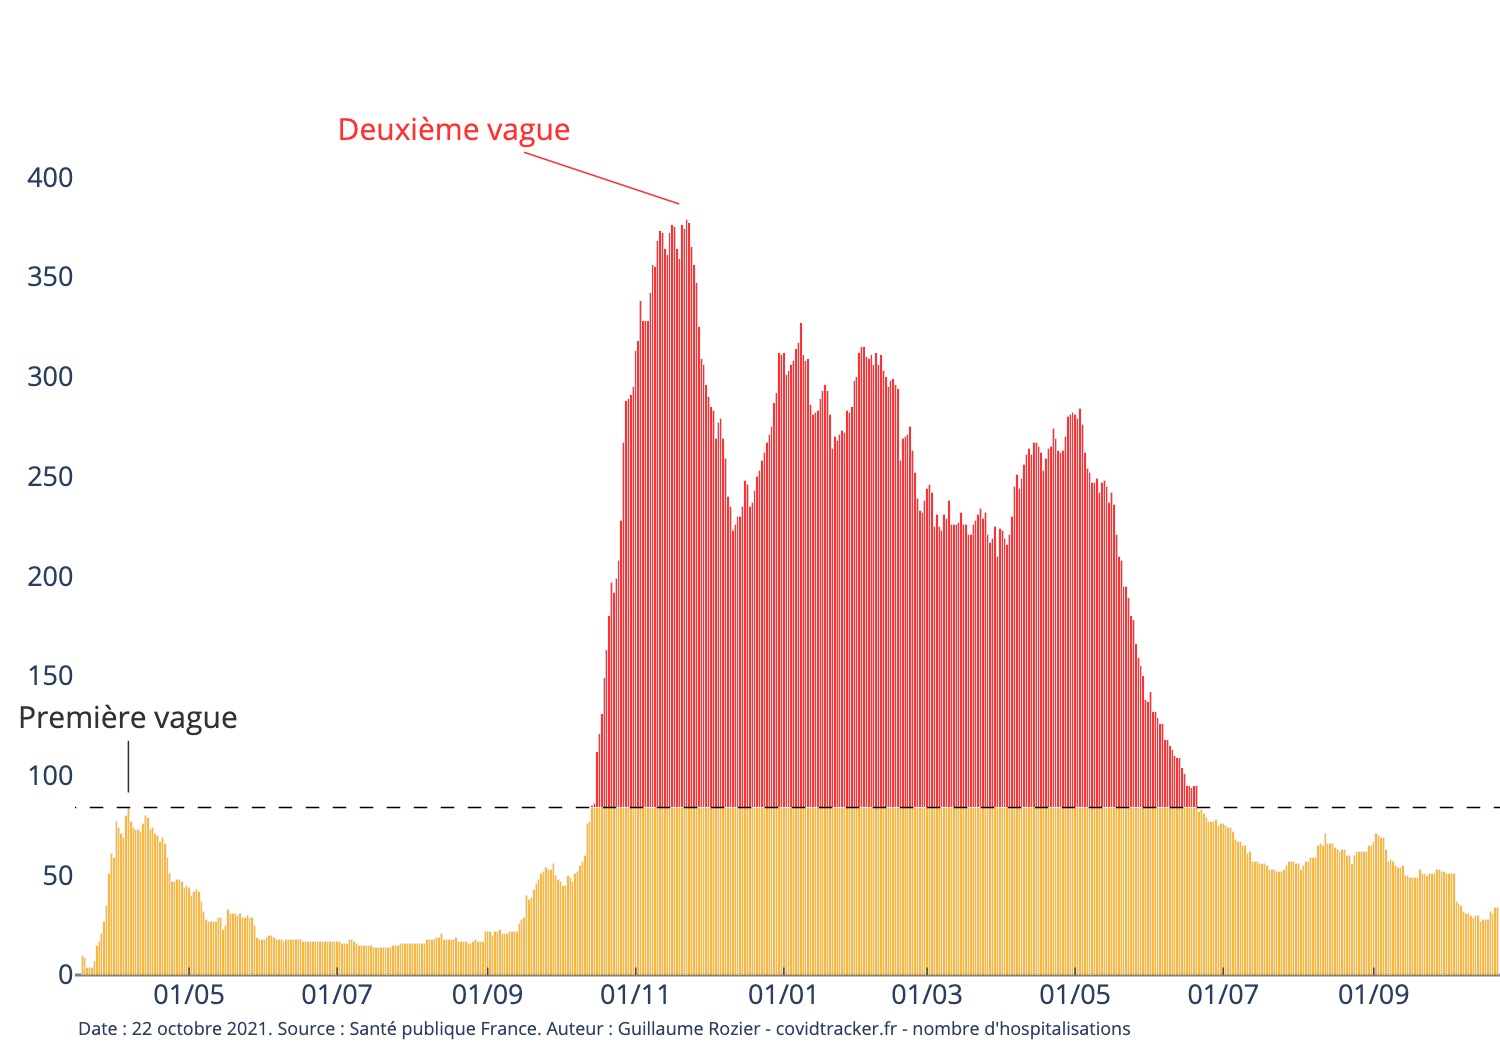 Deuxième vague
400
350
300
250
200
150
Première vague
100
50
0
01/05 01/07 01/09 01/11 01/01 01/03 01/05 01/07 01/09
Date : 22 octobre 2021. Source : Santé publique France. Auteur : Guillaume Rozier - covidtracker.fr - nombre d'hospitalisations